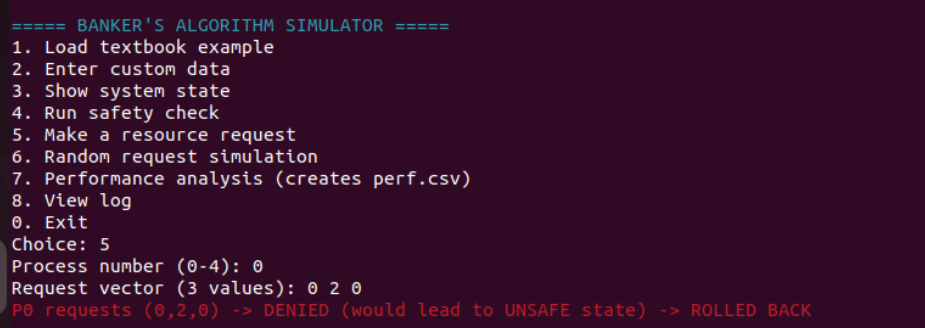 ===== BANKER'S ALGORITHM SIMULATOR =====
1. Load textbook example
2. Enter custom data
3. Show system state
4. Run safety check
5. Make a resource request
6. Random request simulation
7. Performance analysis (creates perf.csv)
8. View log
0. Exit
Choice: 5
Process number (0-4): 0
Request vector (3 values): 0 2 0
P0 requests (0,2,0) -> DENIED (would lead to UNSAFE state) -> ROLLED BACK